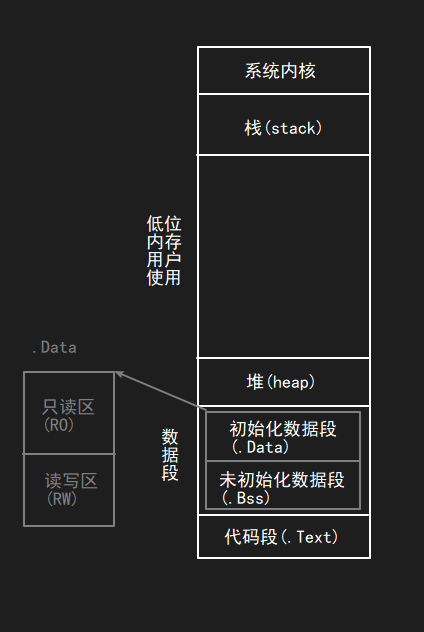 系统内核
栈(stack)
低位
内存
用户
使用
堆(heap)
.Data
只读区
(RO)
读写区
(RW)
数
据
段
初始化数据段
(.Data)
未初始化数据段
(.Bss)
代码段(.Text)